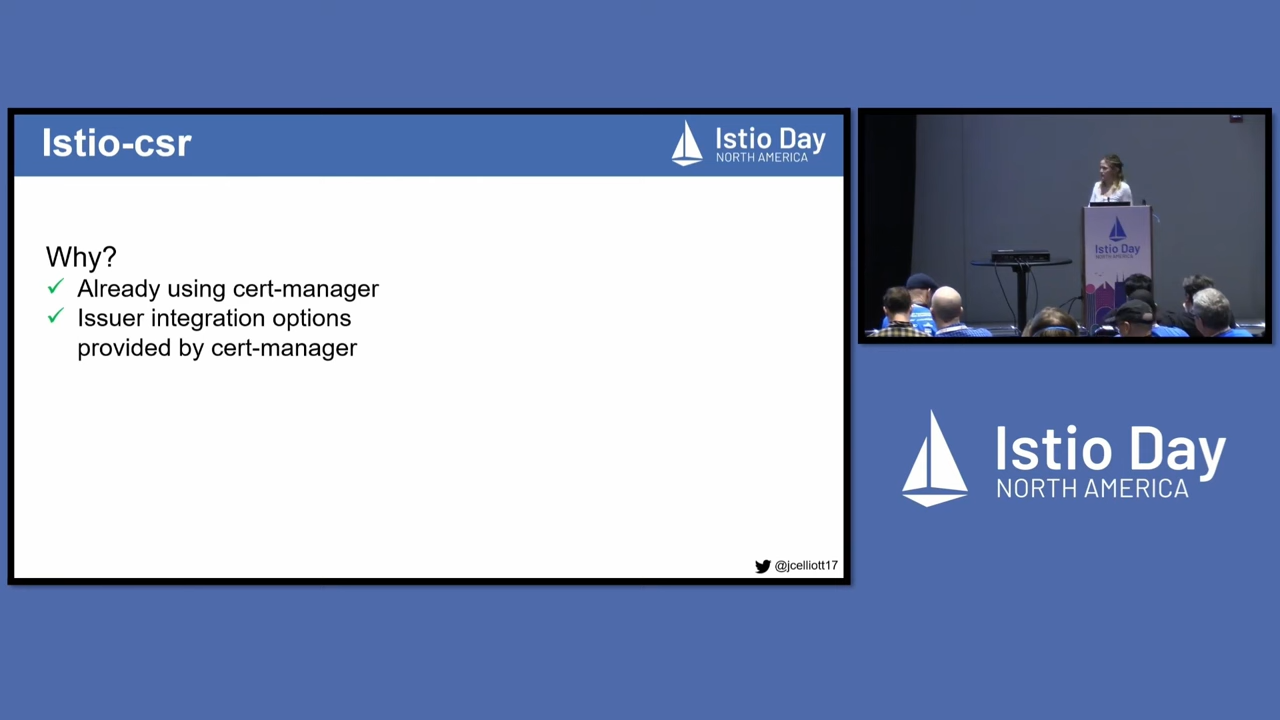 Istio-csr
Istio Day
NORTH AMERICA
Why?
✓ Already using cert-manager
✓ Issuer integration options
provided by cert-manager
@jcelliott17
Istio Day
NORTH AMERICA
Istio Day
NORTH AMERICA